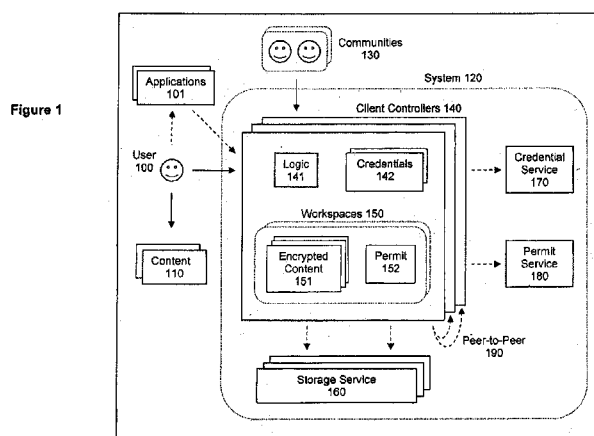 Figure 1
Communities
130
Applications
101
System 120
Client Controllers 140
User
100
Logic
141
Credentials
142
Credential
Service
170
Workspaces 150
Content
110
Encrypted
Content
151
Permit
152
Permit
Service
180
Peer-to-Peer
190
Storage Service
160